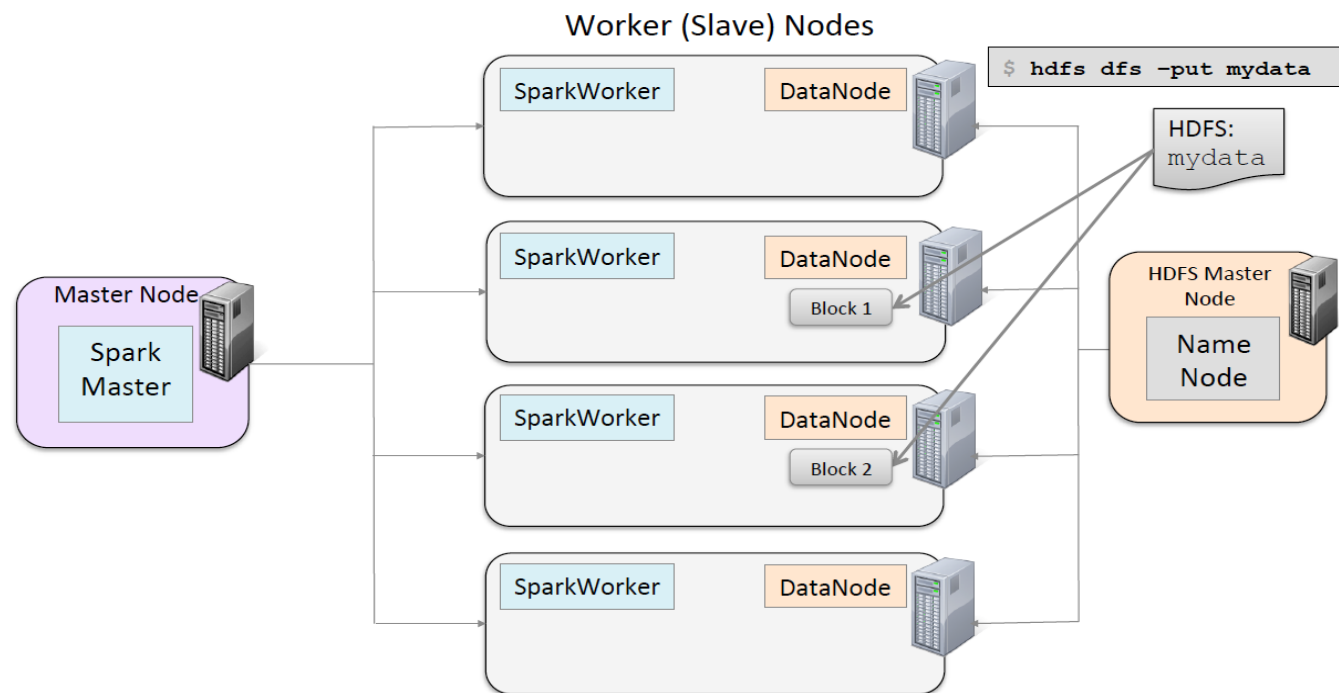 Worker (Slave) Nodes
$ hdfs dfs –put mydata
SparkWorker
DataNode
HDFS:
mydata
SparkWorker
DataNode
Block 1
Master Node
Spark
Master
HDFS Master
Node
Name
Node
SparkWorker
DataNode
Block 2
SparkWorker
DataNode